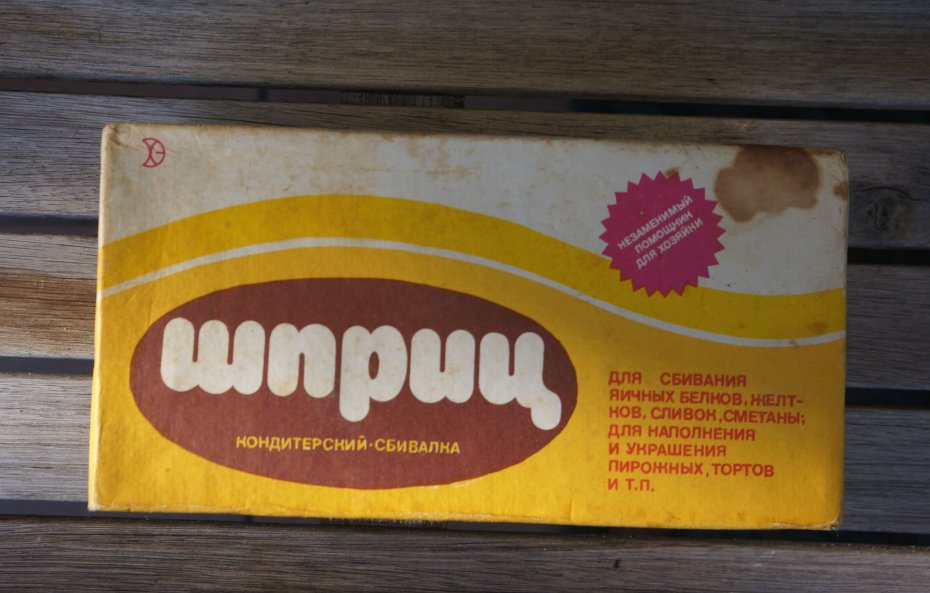 НЕЗАМЕНИМЫЙ
ПОМОЩНИК
ДЛЯ ХОЗЯЙКИ
шприц
КОНДИТЕРСКИЙ·СБИВАЛКА
ДЛЯ СБИВАНИЯ
ЯИЧНЫХ БЕЛКОВ, ЖЕЛТ-
КОВ, СЛИВОК, СМЕТАНЫ;
ДЛЯ НАПОЛНЕНИЯ
И УКРАШЕНИЯ
ПИРОЖНЫХ, ТОРТОВ
И Т.П.